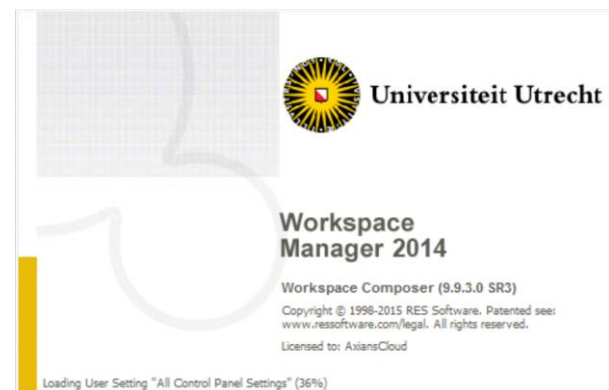 Universiteit Utrecht
Workspace
Manager 2014
Workspace Composer (9.9.3.0 SR3)
Copyright © 1998-2015 RES Software. Patented see:
www.ressoftware.com/legal. All rights reserved.
Licensed to: AxiansCloud
Loading User Setting "All Control Panel Settings" (36%)